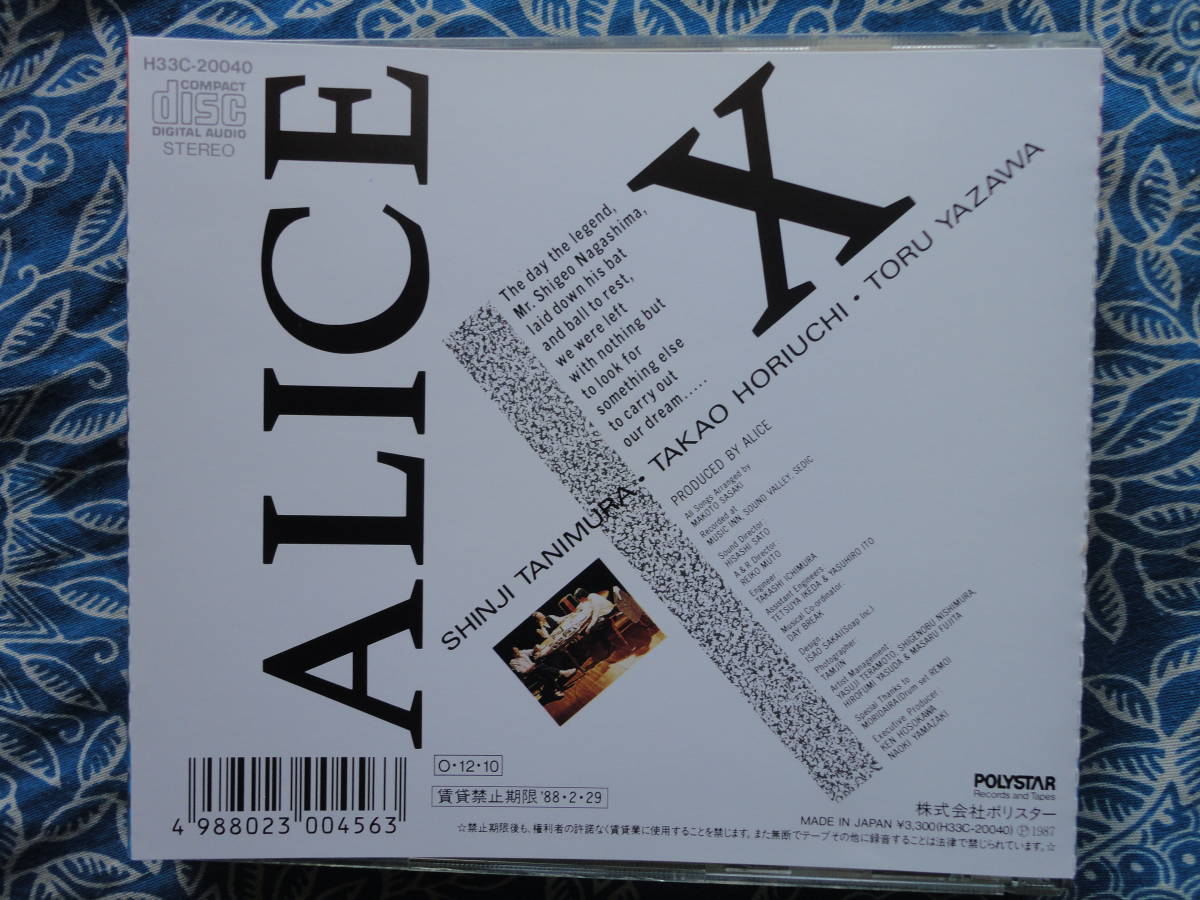 H33C-20040
COMPACT
disc
DIGITAL AUDIO
STEREO
ALICE
X
The day the legend,
Mr. Shigeo Nagashima,
laid down his bat
and ball to rest,
we were left
with nothing but
to look for
something else
to carry out
our dream.....
SHINJI TANIMURA・TAKAO HORIUCHI・TORU YAZAWA
PRODUCED BY ALICE
All Songs Arranged by
MAKOTO SASAKI
Recorded at
MUSIC INN, SOUND VALLEY, SEDIC
Sound Director:
HISASHI SATO
A & R Director:
REIKO MUTO
Engineer:
TAKASHI ICHIMURA
Assistant Engineers:
TETSUYA IKEDA & YASUHIRO ITO
Musical Co-ordinator:
DAY BREAK
Design:
ISAO SAKAI(Soap Inc.)
Photographer:
TAMJIN
Artist Management:
YASUJI TERAMOTO, SHIGENOBU NISHIMURA,
HIROFUMI YASUDA & MASARU FUJITA
Special Thanks to
MORIDAIRA(Drum set REMO)
Executive Producer:
KEN HOSOKAWA
NAOKI YAMAZAKI
O・12・10
賃貸禁止期限'88・2・29
4 988023 004563
POLYSTAR
Records and Tapes
株式会社ポリスター
MADE IN JAPAN ¥3,300(H33C-20040) Ⓟ1987
☆禁止期限後も、権利者の許諾なく賃貸業に使用することを禁じます。また無断でテープその他に録音することは法律で禁じられています。☆